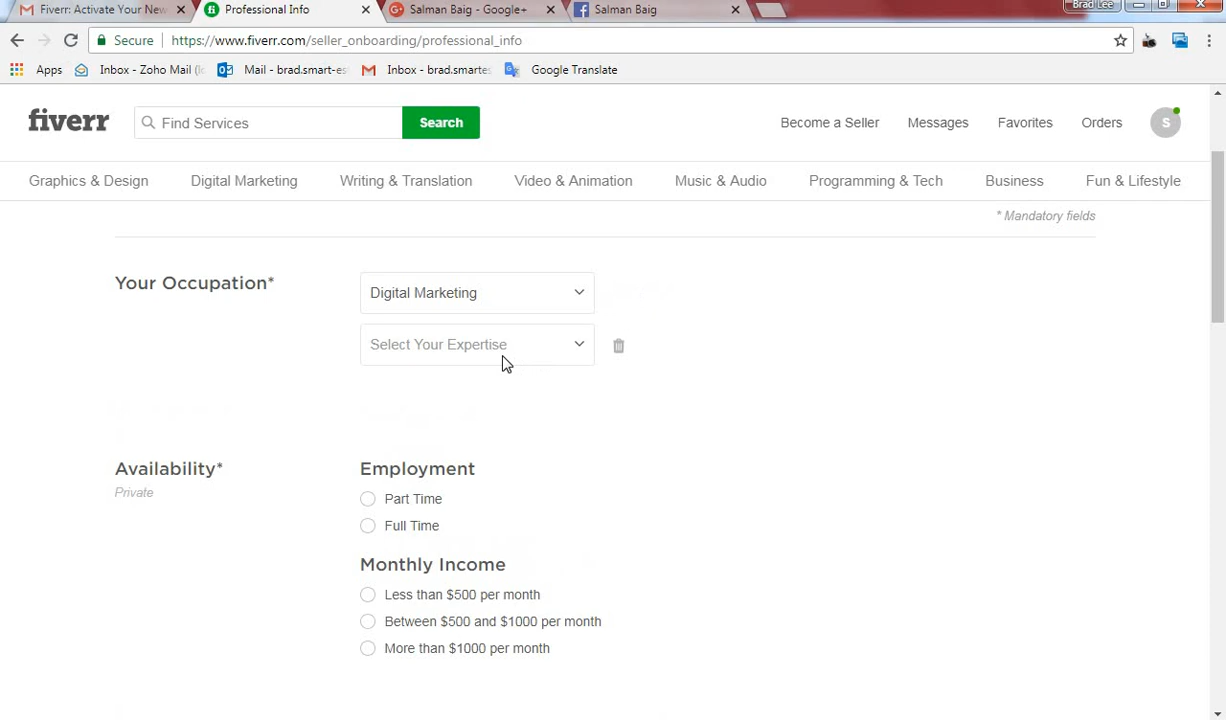 Brad Lee
Fiverr: Activate Your New
Professional Info
Salman Baig - Google+
Salman Baig
Secure
https://www.fiverr.com/seller_onboarding/professional_info
Apps
Inbox - Zoho Mail (
Mail - brad.smart-es
Inbox - brad.smartes
Google Translate
fiverr
Find Services
Search
Become a Seller
Messages
Favorites
Orders
S
Graphics & Design
Digital Marketing
Writing & Translation
Video & Animation
Music & Audio
Programming & Tech
Business
Fun & Lifestyle
* Mandatory fields
Your Occupation*
Digital Marketing
Select Your Expertise
Availability*
Private
Employment
Part Time
Full Time
Monthly Income
Less than $500 per month
Between $500 and $1000 per month
More than $1000 per month